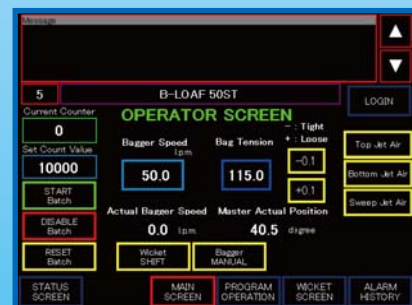 Message
5
B-LOAF 50ST
LOGIN
Current Counter
0
OPERATOR SCREEN
- : Tight
+ : Loose
Bagger Speed
l.p.m
Bag Tension
-0.1
Top Jet Air
Set Count Value
10000
50.0
115.0
+0.1
Bottom Jet Air
START
Batch
Sweep Jet Air
Actual Bagger Speed
Master Actual Position
DISABLE
Batch
0.0 l.p.m
40.5 digree
RESET
Batch
Wicket
SHIFT
Bagger
MANUAL
STATUS
SCREEN
MAIN
SCREEN
PROGRAM
OPERATION
WICKET
SCREEN
ALARM
HISTORY